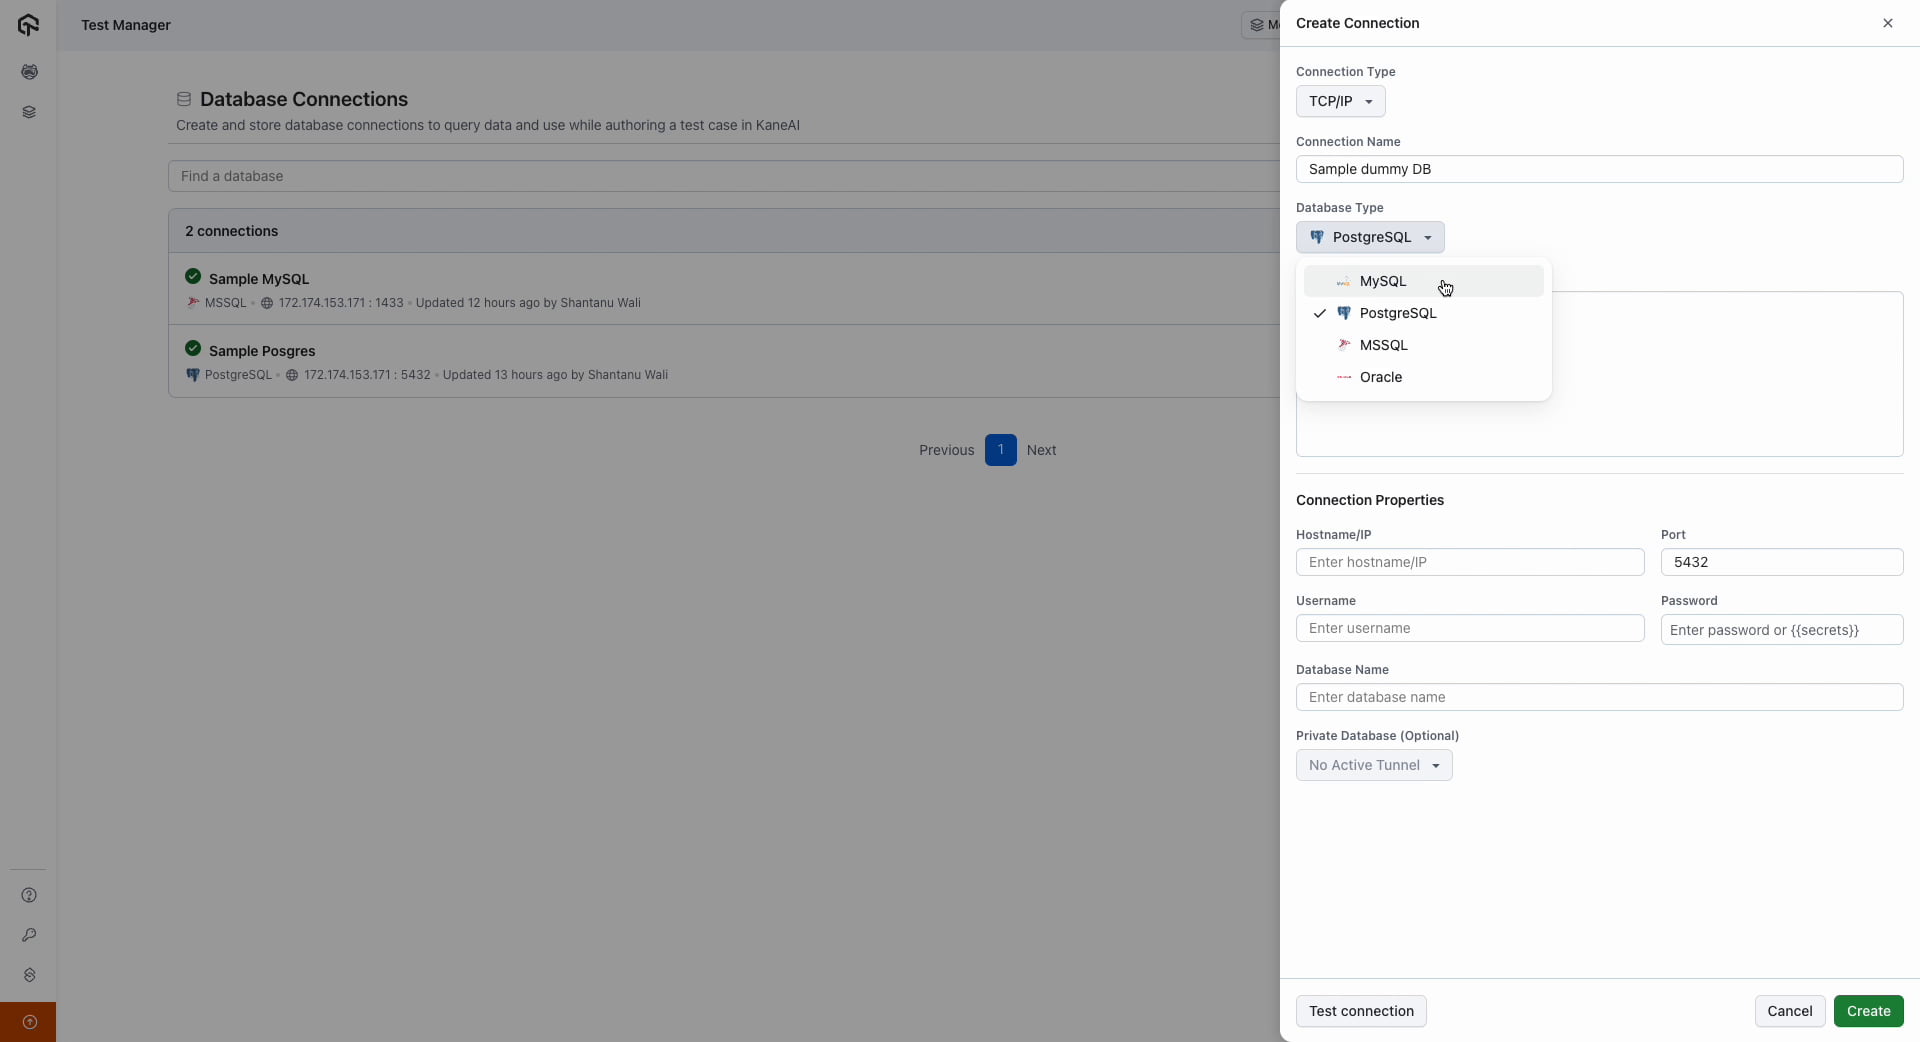 Test Manager
Database Connections
Create and store database connections to query data and use while authoring a test case in KaneAI
Find a database
2 connections
Sample MySQL
MSSQL • 172.174.153.171 : 1433 • Updated 12 hours ago by Shantanu Wali
Sample Posgres
PostgreSQL • 172.174.153.171 : 5432 • Updated 13 hours ago by Shantanu Wali
Previous 1 Next
Create Connection
Connection Type
TCP/IP
Connection Name
Sample dummy DB
Database Type
PostgreSQL
MySQL
PostgreSQL
MSSQL
Oracle
Connection Properties
Hostname/IP Port
Enter hostname/IP 5432
Username Password
Enter username Enter password or {{secrets}}
Database Name
Enter database name
Private Database (Optional)
No Active Tunnel
Test connection Cancel Create